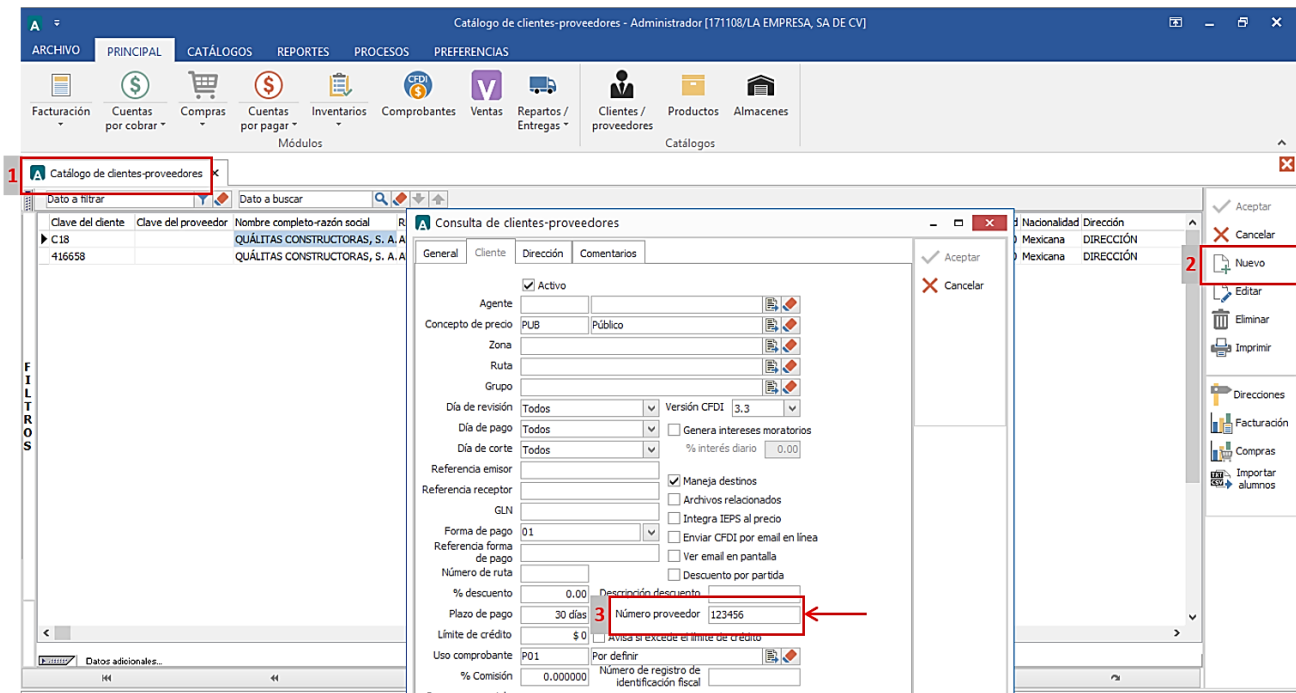 Catálogo de clientes-proveedores - Administrador [171108/LA EMPRESA, SA DE CV]
ARCHIVO PRINCIPAL CATÁLOGOS REPORTES PROCESOS PREFERENCIAS
Facturación
Cuentas por cobrar
Compras
Cuentas por pagar
Inventarios
Comprobantes
Ventas
Repartos / Entregas
Clientes / proveedores
Productos
Almacenes
Módulos
Catálogos
1
Catálogo de clientes-proveedores
Dato a filtrar
Dato a buscar
Clave del cliente Clave del proveedor Nombre completo-razón social R
d Nacionalidad Dirección
C18 QUÁLITAS CONSTRUCTORAS, S. A. A
0 Mexicana DIRECCIÓN
416658 QUÁLITAS CONSTRUCTORAS, S. A. A
0 Mexicana DIRECCIÓN
FILTROS
Datos adicionales...
Consulta de clientes-proveedores
General Cliente Dirección Comentarios
Activo
Agente
Concepto de precio PUB Público
Zona
Ruta
Grupo
Día de revisión Todos Versión CFDI 3.3
Día de pago Todos Genera intereses moratorios
Día de corte Todos % interés diario 0.00
Referencia emisor
Maneja destinos
Referencia receptor
Archivos relacionados
GLN
Integra IEPS al precio
Forma de pago 01
Enviar CFDI por email en línea
Referencia forma
de pago
Ver email en pantalla
Número de ruta
Descuento por partida
% descuento 0.00 Descripción descuento
Plazo de pago 30 días 3 Número proveedor 123456
Límite de crédito $ 0 Avisa si excede el límite de crédito
Uso comprobante P01 Por definir
% Comisión 0.000000 Número de registro de
identificación fiscal
Aceptar
Cancelar
Aceptar
Cancelar
2 Nuevo
Editar
Eliminar
Imprimir
Direcciones
Facturación
Compras
Importar
alumnos